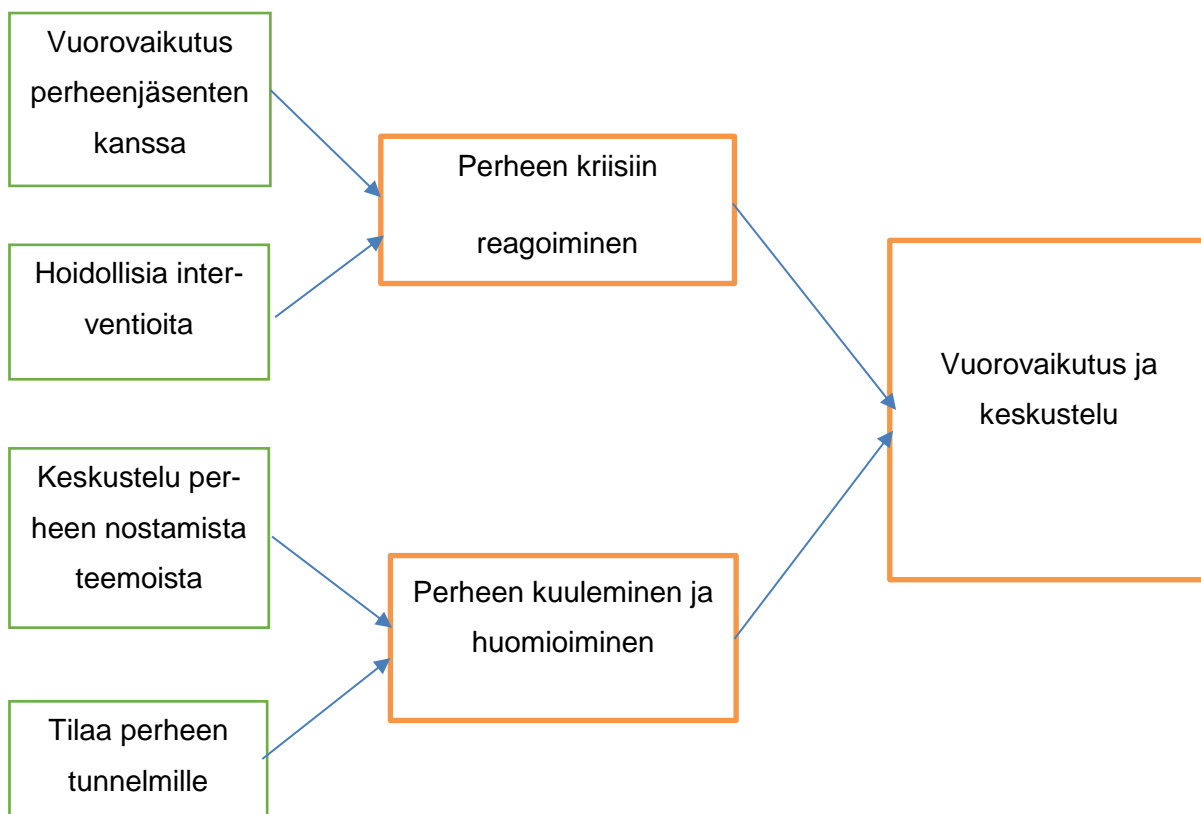 Vuorovaikutus
perheenjäsenten
kanssa
Hoidollisia inter-
ventioita
Keskustelu per-
heen nostamista
teemoista
Tilaa perheen
tunnelmille
Perheen kriisiin
reagoiminen
Perheen kuuleminen ja
huomioiminen
Vuorovaikutus ja
keskustelu